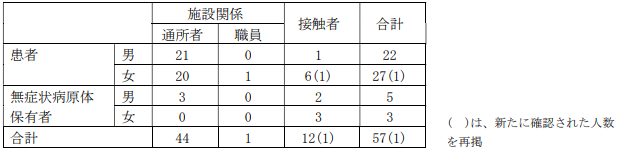 施設関係 接触者 合計
通所者 職員
患者 男 21 0 1 22
女 20 1 6(1) 27(1)
無症状病原体 男 3 0 2 5
保有者 女 0 0 3 3
合計 44 1 12(1) 57(1)
(　)は、新たに確認された人数
を再掲